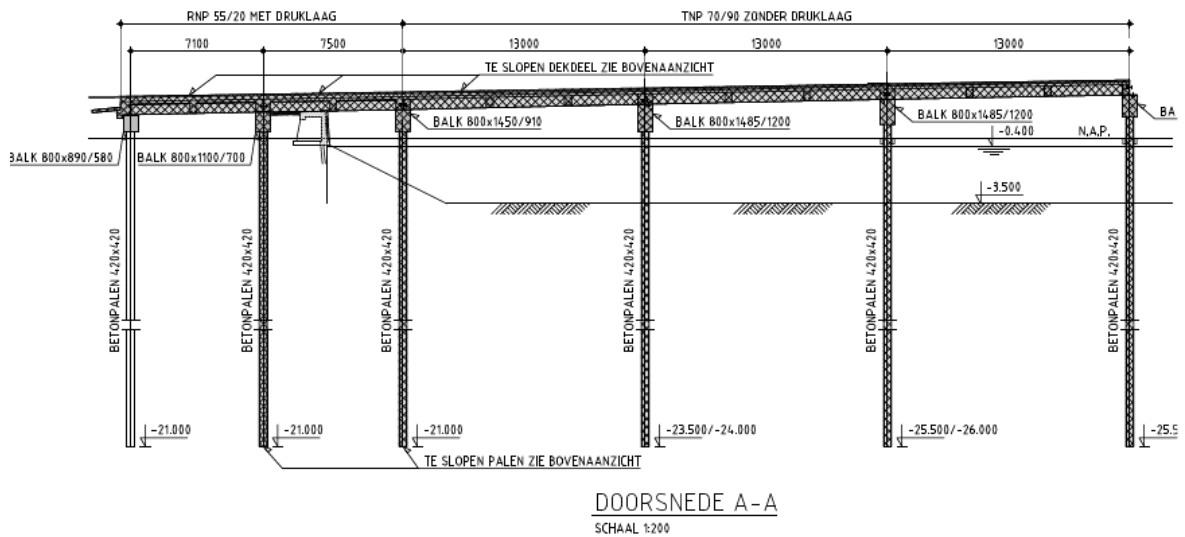 RNP 55/20 MET DRUKLAAG
TNP 70/90 ZONDER DRUKLAAG
7100
7500
13000
13000
13000
TE SLOPEN DEKDEEL ZIE BOVENAANZICHT
BALK 800x1450/910
BALK 800x1485/1200
BALK 800x1485/1200
BA
-0.400
N.A.P.
BALK 800x890/580
BALK 800x1100/700
-3.500
BETONPALEN 420x420
BETONPALEN 420x420
BETONPALEN 420x420
BETONPALEN 420x420
BETONPALEN 420x420
BETONPALEN 420x420
-21.000
-21.000
-21.000
-23.500/-24.000
-25.500/-26.000
-25.5
TE SLOPEN PALEN ZIE BOVENAANZICHT
DOORSNEDE A-A
SCHAAL 1:200